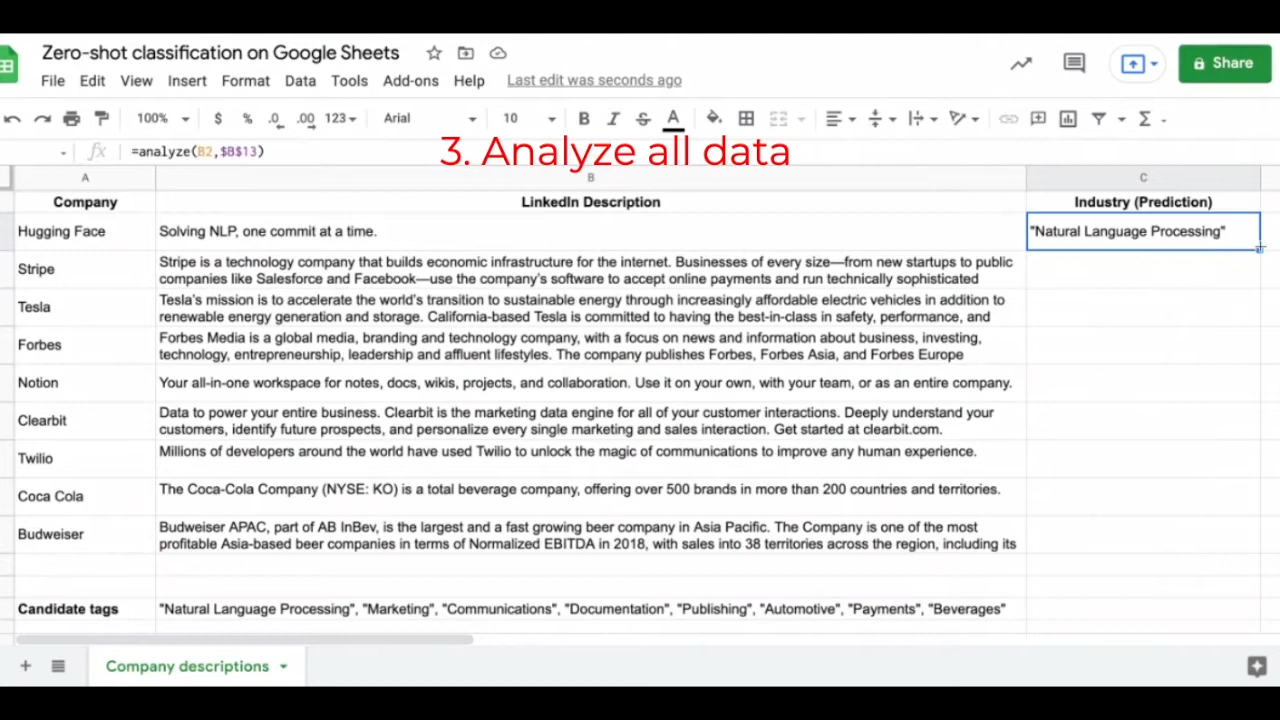 Zero-shot classification on Google Sheets
File Edit View Insert Format Data Tools Add-ons Help Last edit was seconds ago
Share
100% $ % .0 .00 123 Arial 10 B I S A
fx =analyze(B2,$B$13)
3. Analyze all data
A B C
Company LinkedIn Description Industry (Prediction)
Hugging Face Solving NLP, one commit at a time. "Natural Language Processing"
Stripe Stripe is a technology company that builds economic infrastructure for the internet. Businesses of every size—from new startups to public
companies like Salesforce and Facebook—use the company's software to accept online payments and run technically sophisticated
Tesla Tesla's mission is to accelerate the world's transition to sustainable energy through increasingly affordable electric vehicles in addition to
renewable energy generation and storage. California-based Tesla is committed to having the best-in-class in safety, performance, and
Forbes Forbes Media is a global media, branding and technology company, with a focus on news and information about business, investing,
technology, entrepreneurship, leadership and affluent lifestyles. The company publishes Forbes, Forbes Asia, and Forbes Europe
Notion Your all-in-one workspace for notes, docs, wikis, projects, and collaboration. Use it on your own, with your team, or as an entire company.
Clearbit Data to power your entire business. Clearbit is the marketing data engine for all of your customer interactions. Deeply understand your
customers, identify future prospects, and personalize every single marketing and sales interaction. Get started at clearbit.com.
Twilio Millions of developers around the world have used Twilio to unlock the magic of communications to improve any human experience.
Coca Cola The Coca-Cola Company (NYSE: KO) is a total beverage company, offering over 500 brands in more than 200 countries and territories.
Budweiser Budweiser APAC, part of AB InBev, is the largest and a fast growing beer company in Asia Pacific. The Company is one of the most
profitable Asia-based beer companies in terms of Normalized EBITDA in 2018, with sales into 38 territories across the region, including its
Candidate tags "Natural Language Processing", "Marketing", "Communications", "Documentation", "Publishing", "Automotive", "Payments", "Beverages"
Company descriptions